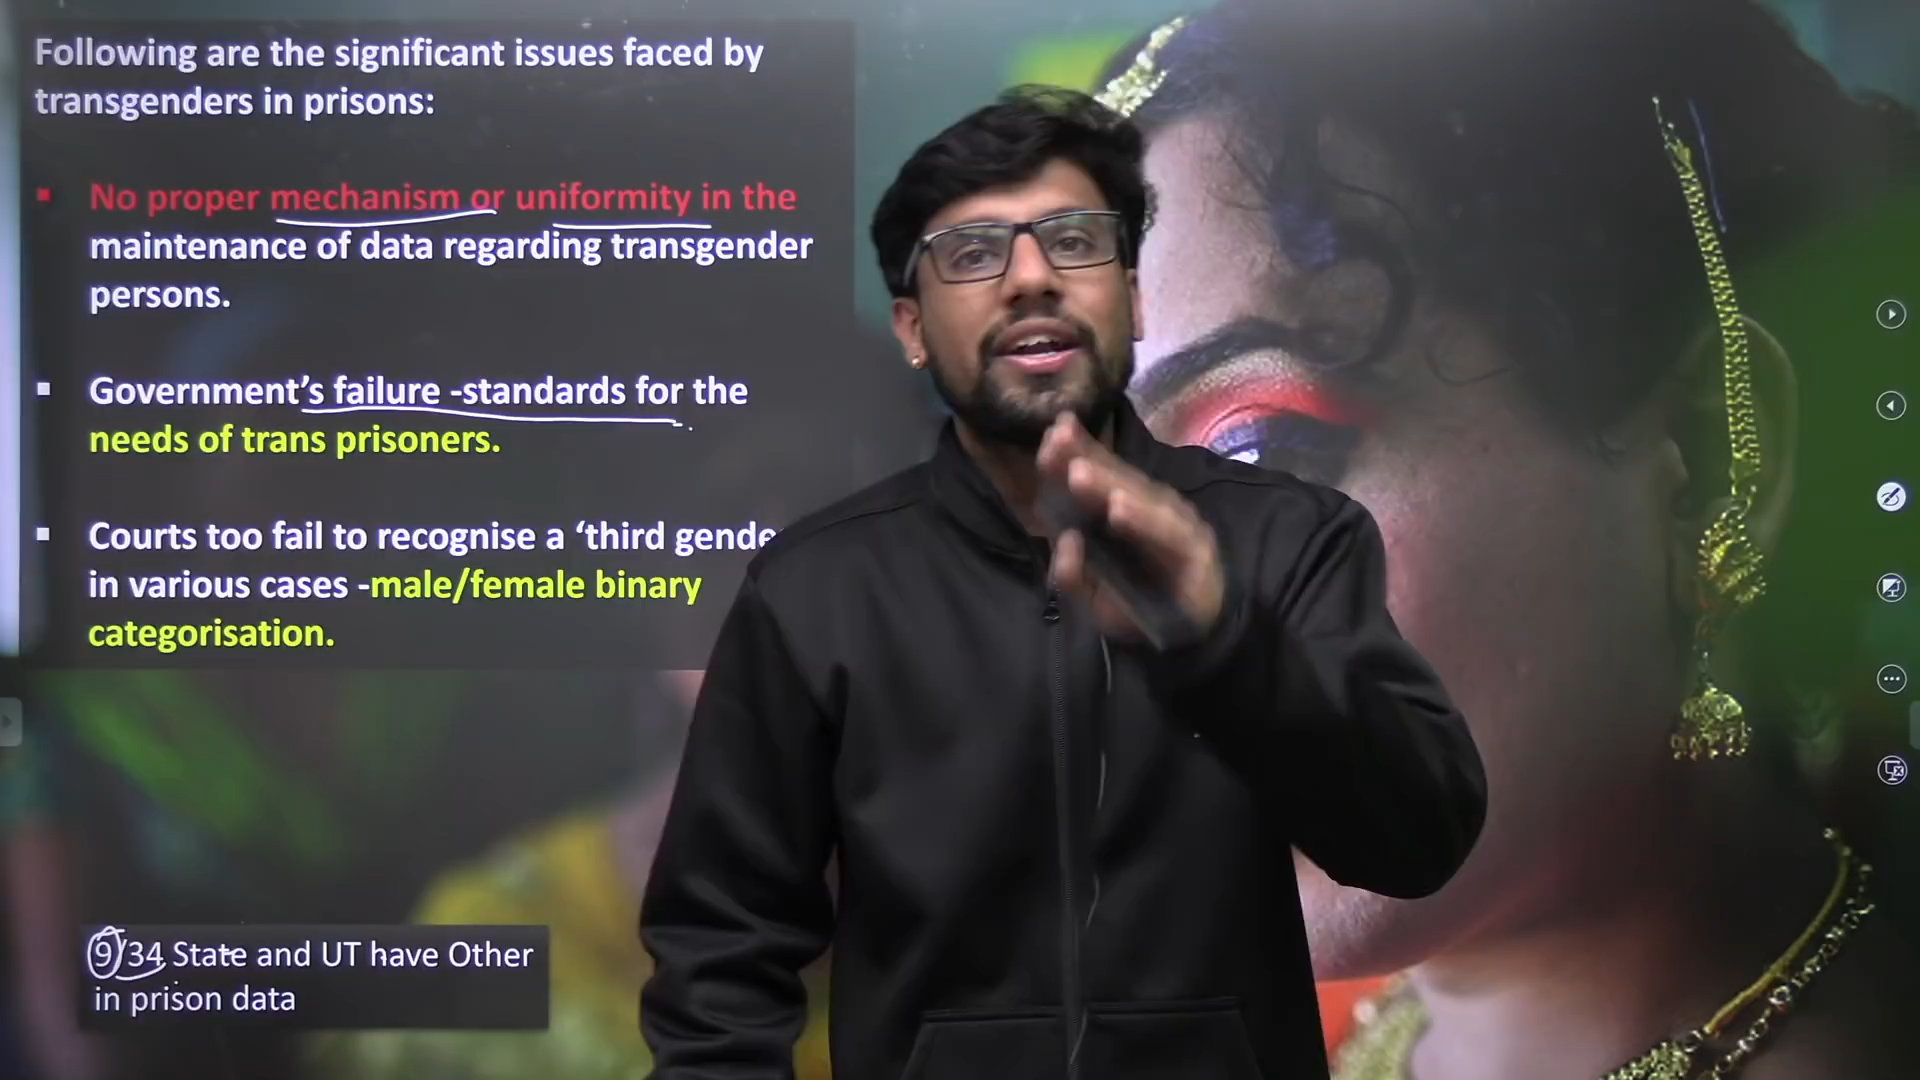 Following are the significant issues faced by
transgenders in prisons:
▪ No proper mechanism or uniformity in the
maintenance of data regarding transgender
persons.
▪ Government’s failure -standards for the
needs of trans prisoners.
▪ Courts too fail to recognise a ‘third gende
in various cases -male/female binary
categorisation.
9/34 State and UT have Other
in prison data